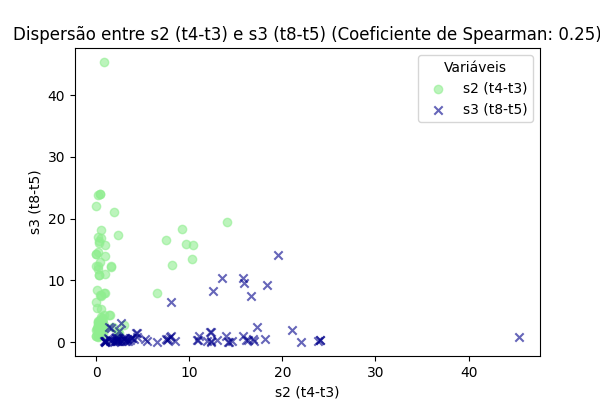 Dispersão entre s2 (t4-t3) e s3 (t8-t5) (Coeficiente de Spearman: 0.25)
Variáveis
s2 (t4-t3)
s3 (t8-t5)
s3 (t8-t5)
40
30
20
10
0
0 10 20 30 40
s2 (t4-t3)